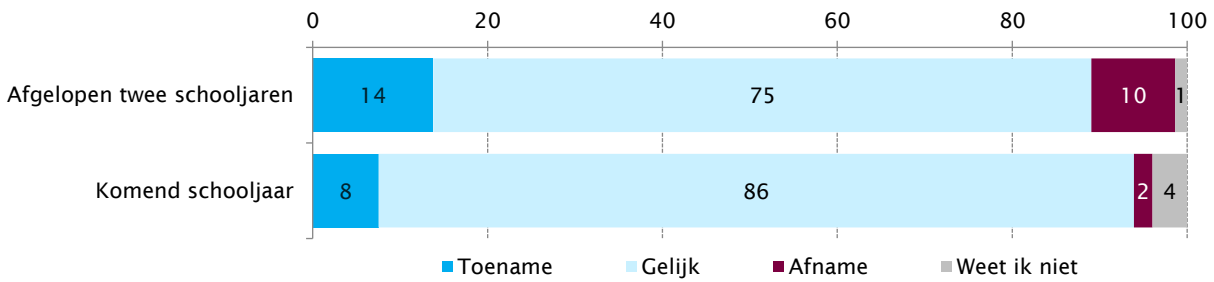 0 20 40 60 80 100
Afgelopen twee schooljaren 14 75 10 1
Komend schooljaar 8 86 2 4
Toename Gelijk Afname Weet ik niet